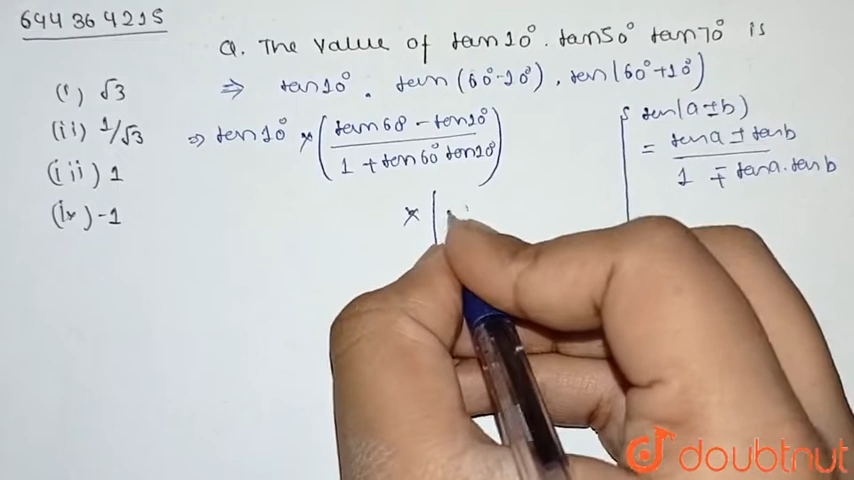 644364215
Q. The value of tan10°. tan50° tan70° is
(i) √3
(ii) 1/√3
(iii) 1
(iv) -1
⇒ tan10° . tan(60°-10°) . tan(60°+10°)
⇒ tan10° × (tan60 - tan10° / 1 + tan60° tan10°)
× (
tan(a ± b)
= tana ± tanb / 1 ∓ tana.tanb
doubtnut